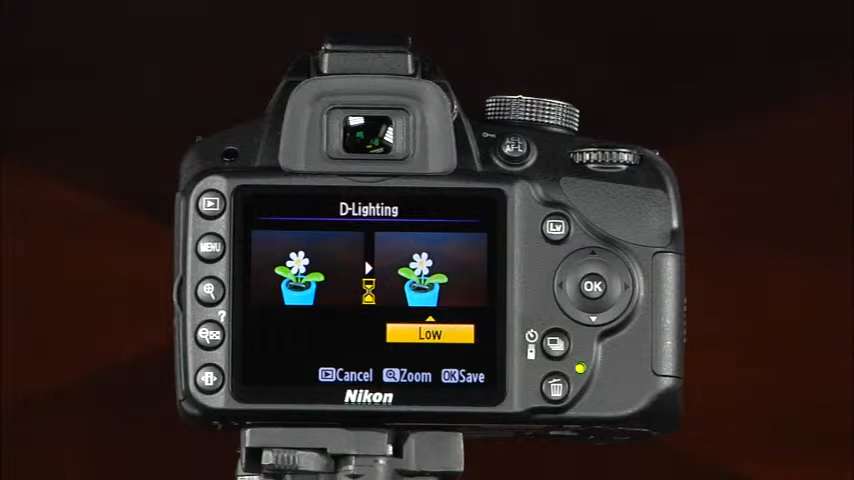 AE-L
AF-L
D-Lighting
Lv
MENU
OK
?
Low
Cancel
Zoom
OK Save
Nikon